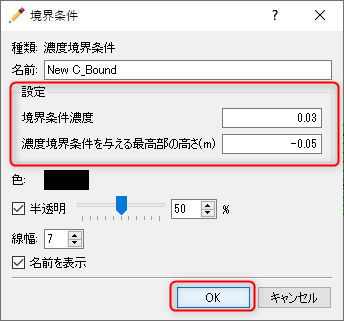 境界条件
種類: 濃度境界条件
名前: New C_Bound
設定
境界条件濃度 0.03
濃度境界条件を与える最高部の高さ(m) -0.05
色:
半透明 50 %
線幅: 7
名前を表示
OK キャンセル